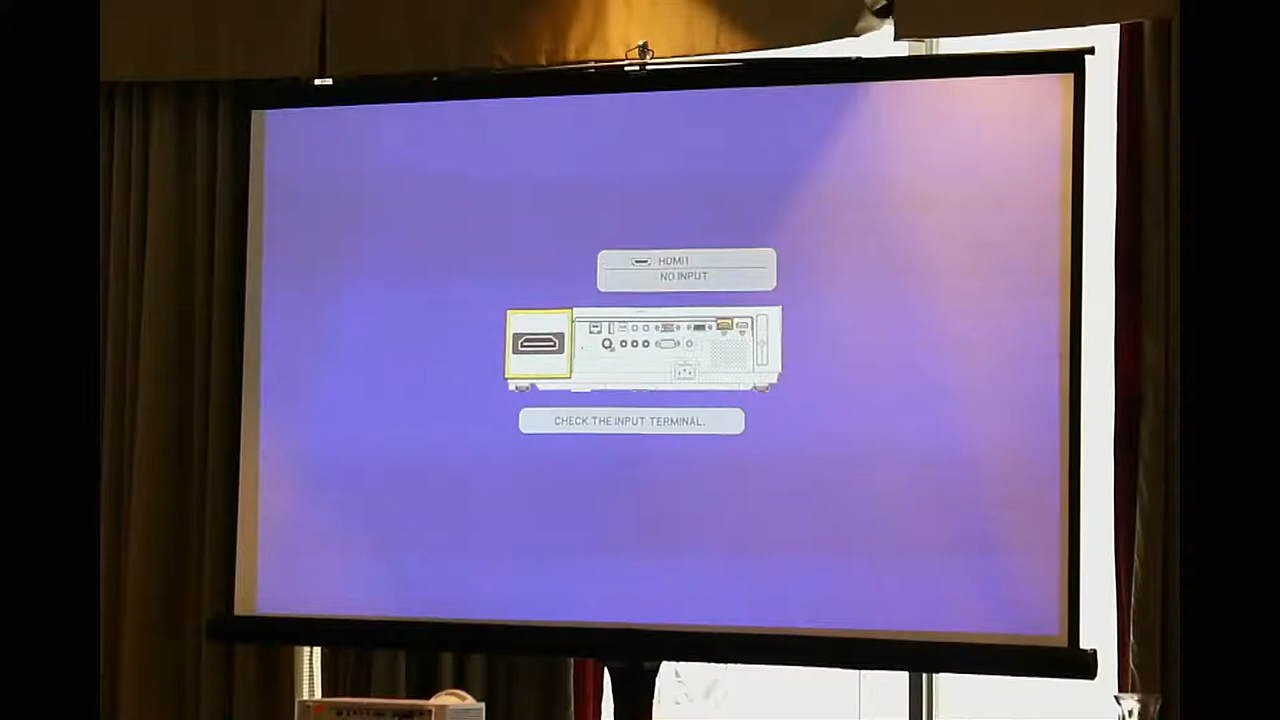 HDMI1
NO INPUT
CHECK THE INPUT TERMINAL.